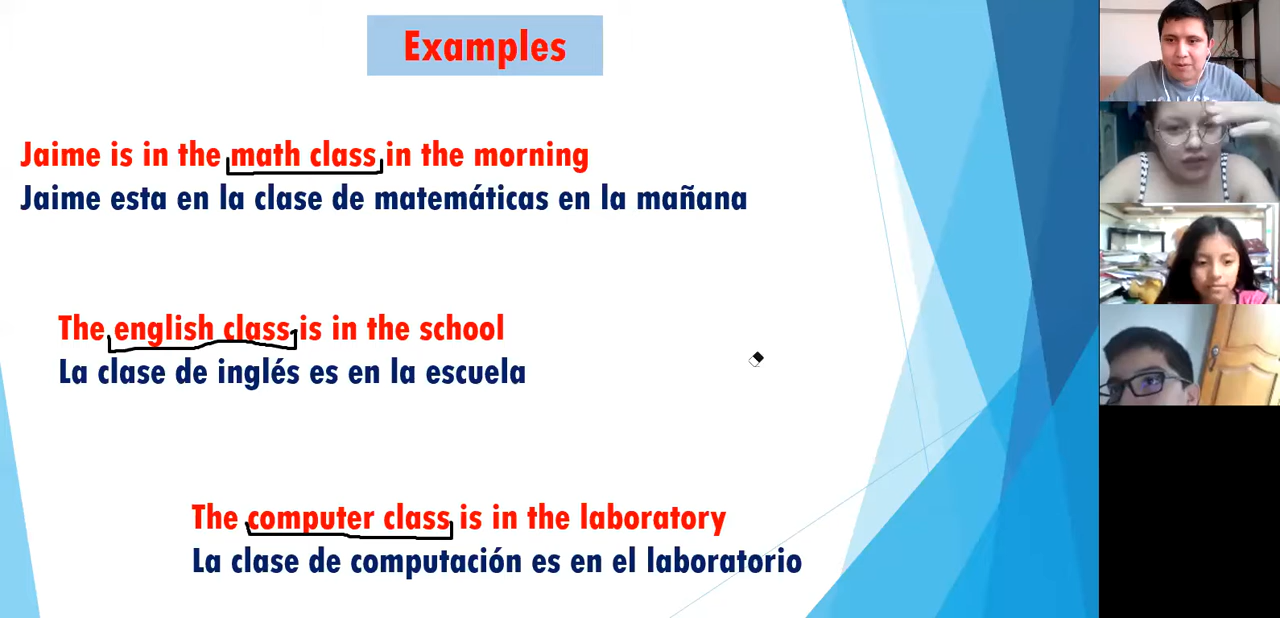 Examples
Jaime is in the math class in the morning
Jaime esta en la clase de matemáticas en la mañana
The english class is in the school
La clase de inglés es en la escuela
The computer class is in the laboratory
La clase de computación es en el laboratorio